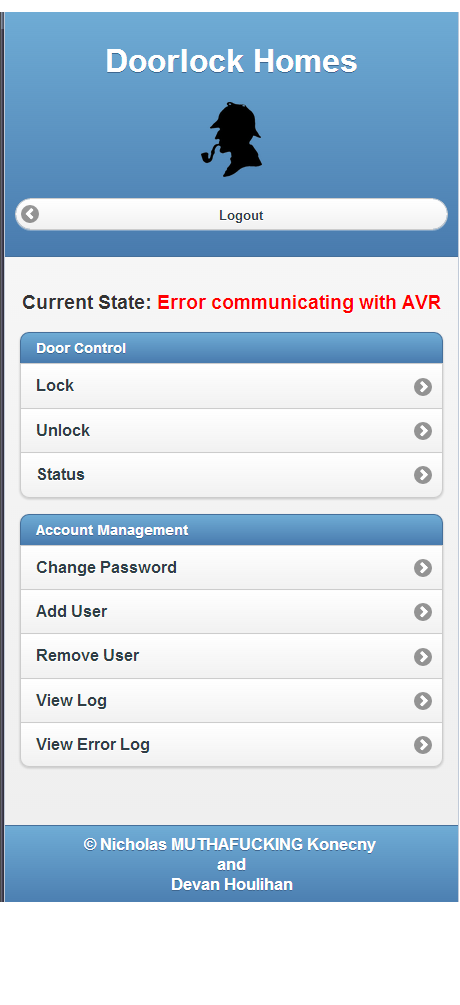 Doorlock Homes
Logout
Current State: Error communicating with AVR
Door Control
Lock
Unlock
Status
Account Management
Change Password
Add User
Remove User
View Log
View Error Log
© Nicholas MUTHAFUCKING Konecny
and
Devan Houlihan